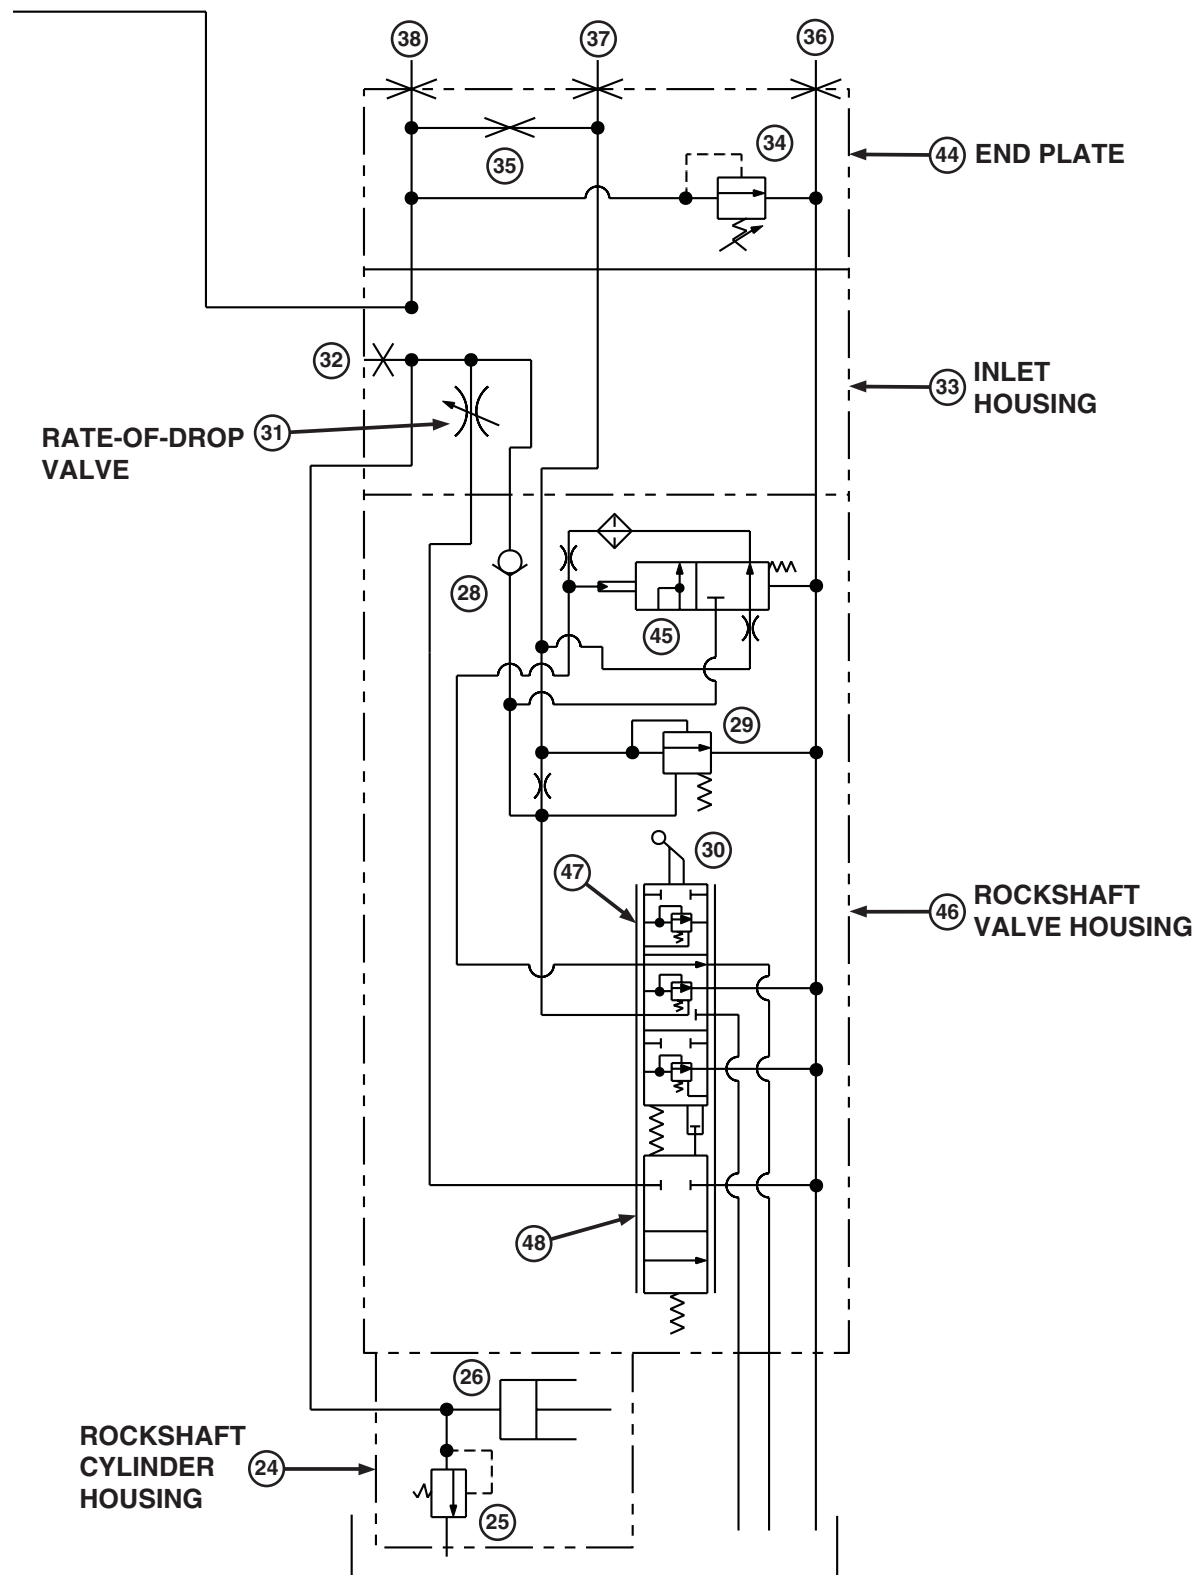 38
37
36
34
44 END PLATE
35
32
33 INLET
HOUSING
RATE-OF-DROP 31
VALVE
28
45
29
30
47
46 ROCKSHAFT
VALVE HOUSING
48
26
ROCKSHAFT
CYLINDER 24
HOUSING
25